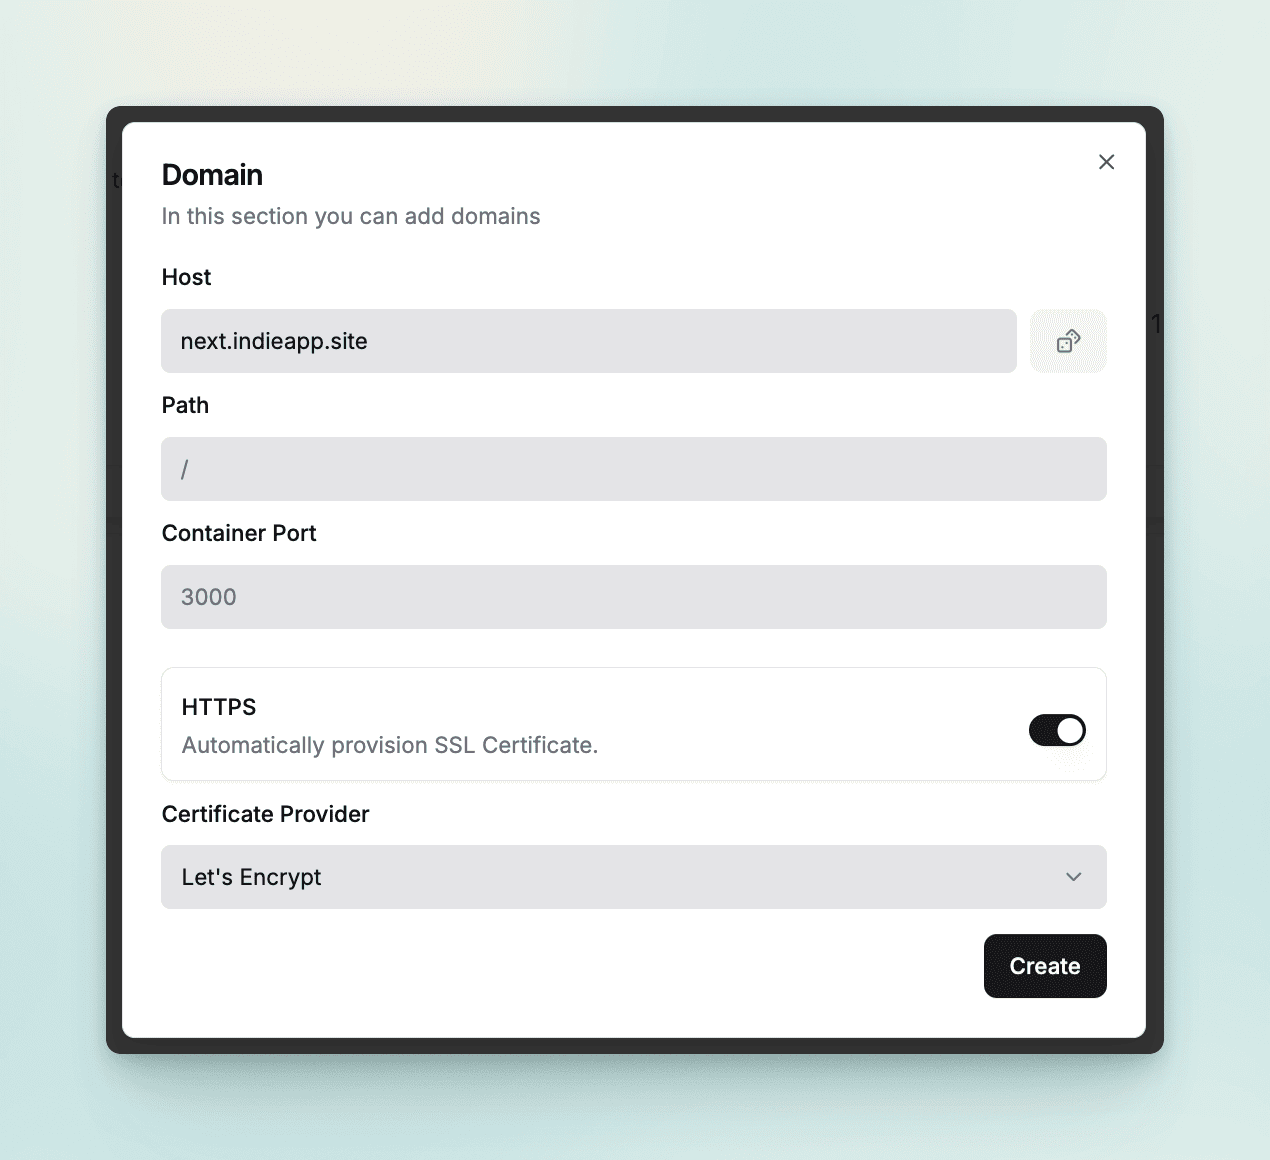 Domain
In this section you can add domains
Host
next.indieapp.site
Path
/
Container Port
3000
HTTPS
Automatically provision SSL Certificate.
Certificate Provider
Let's Encrypt
Create